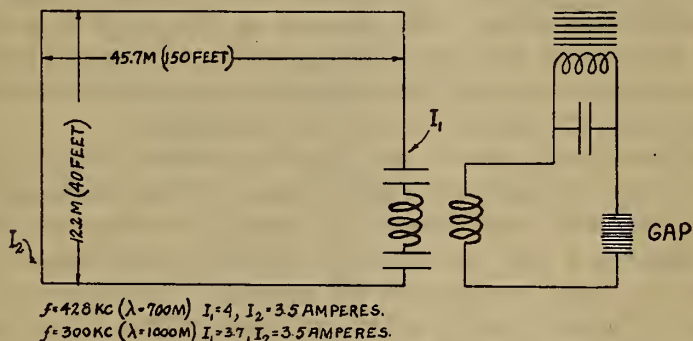 45.7M (150 FEET)
12.2 M (40 FEET)
I₁
I₂
GAP
f=428 KC (λ=700M) I₁=4, I₂=3.5 AMPERES.
f=300 KC (λ=1000M) I₁=3.7, I₂=3.5 AMPERES.